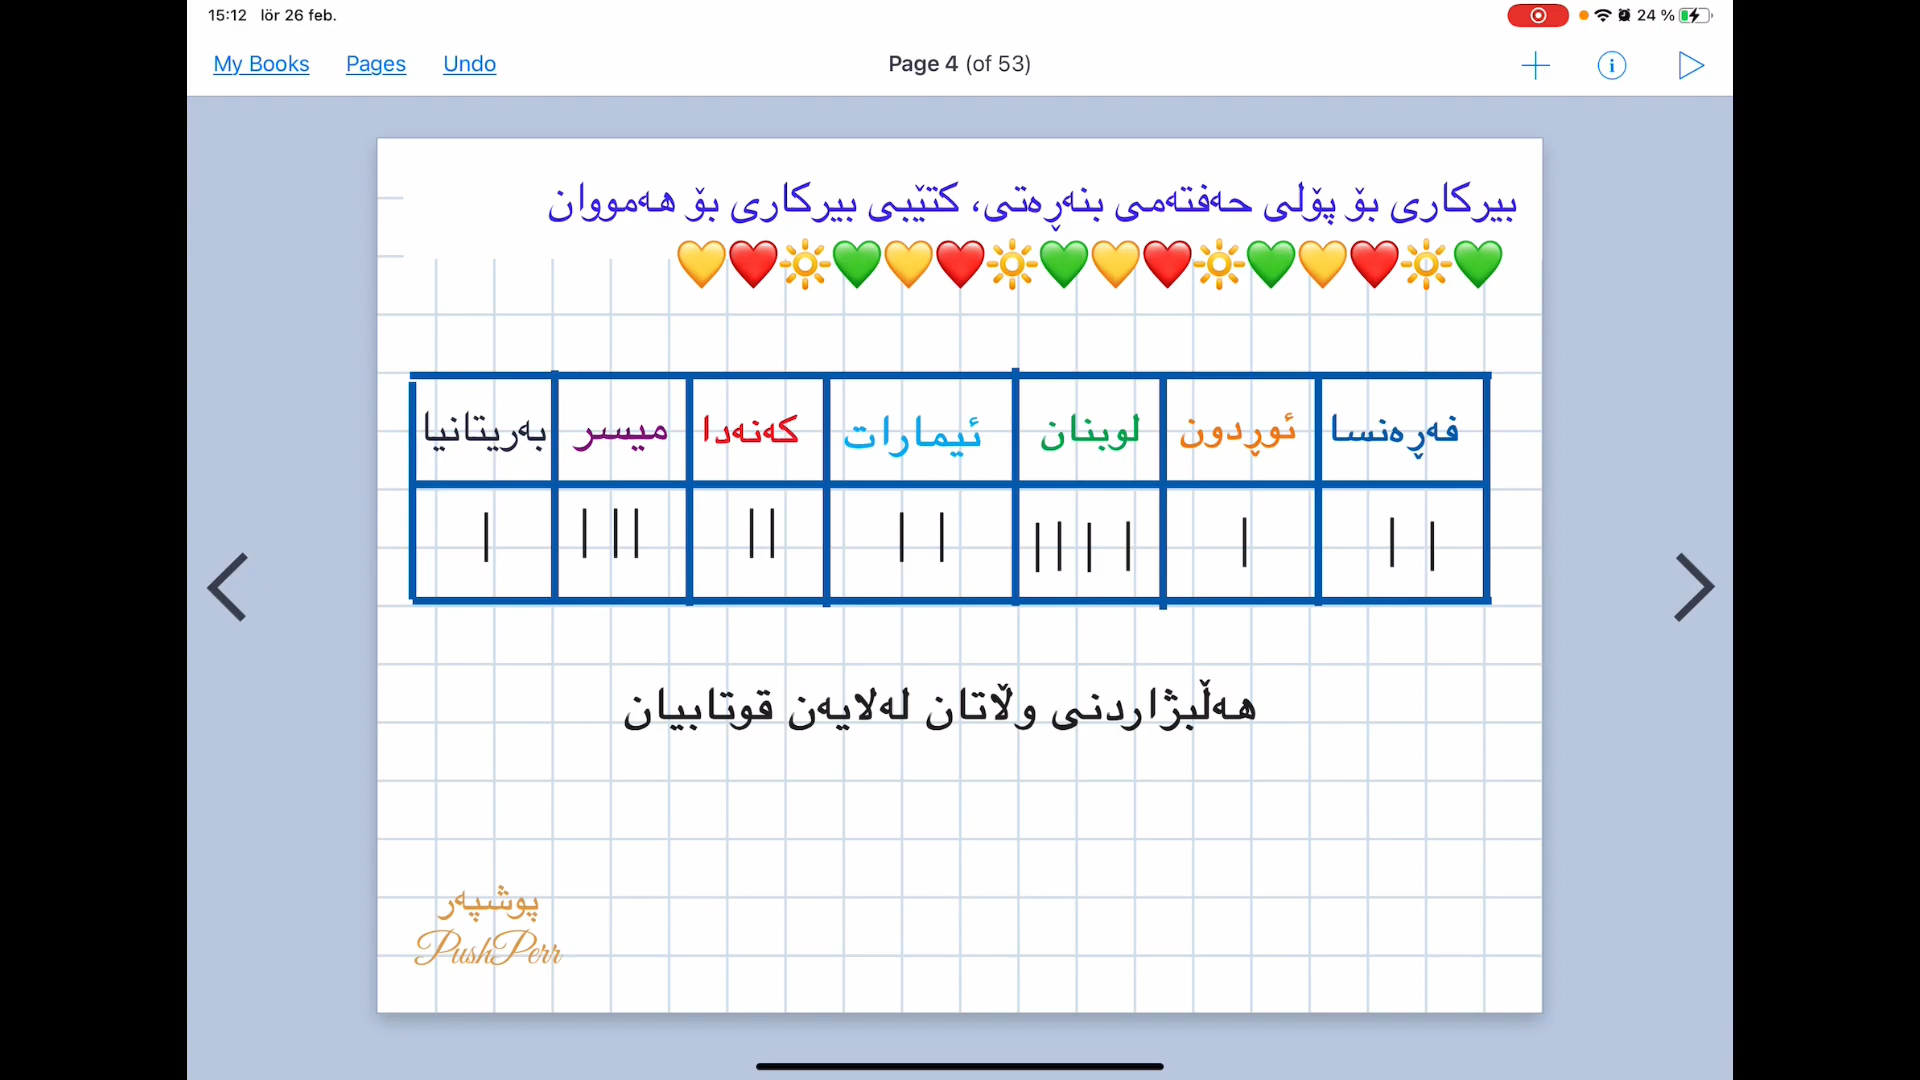 15:12 lör 26 feb. 24 %
My Books Pages Undo Page 4 (of 53)
بیرکاری بۆ پۆلی حەفتەمی بنەڕەتی، کتێبی بیرکاری بۆ هەمووان
فەڕەنسا ئوردون لوبنان ئیمارات کەنەدا میسر بەریتانیا
هەڵبژاردنی وڵاتان لەلایەن قوتابیان
پوشپەر
PushPerr